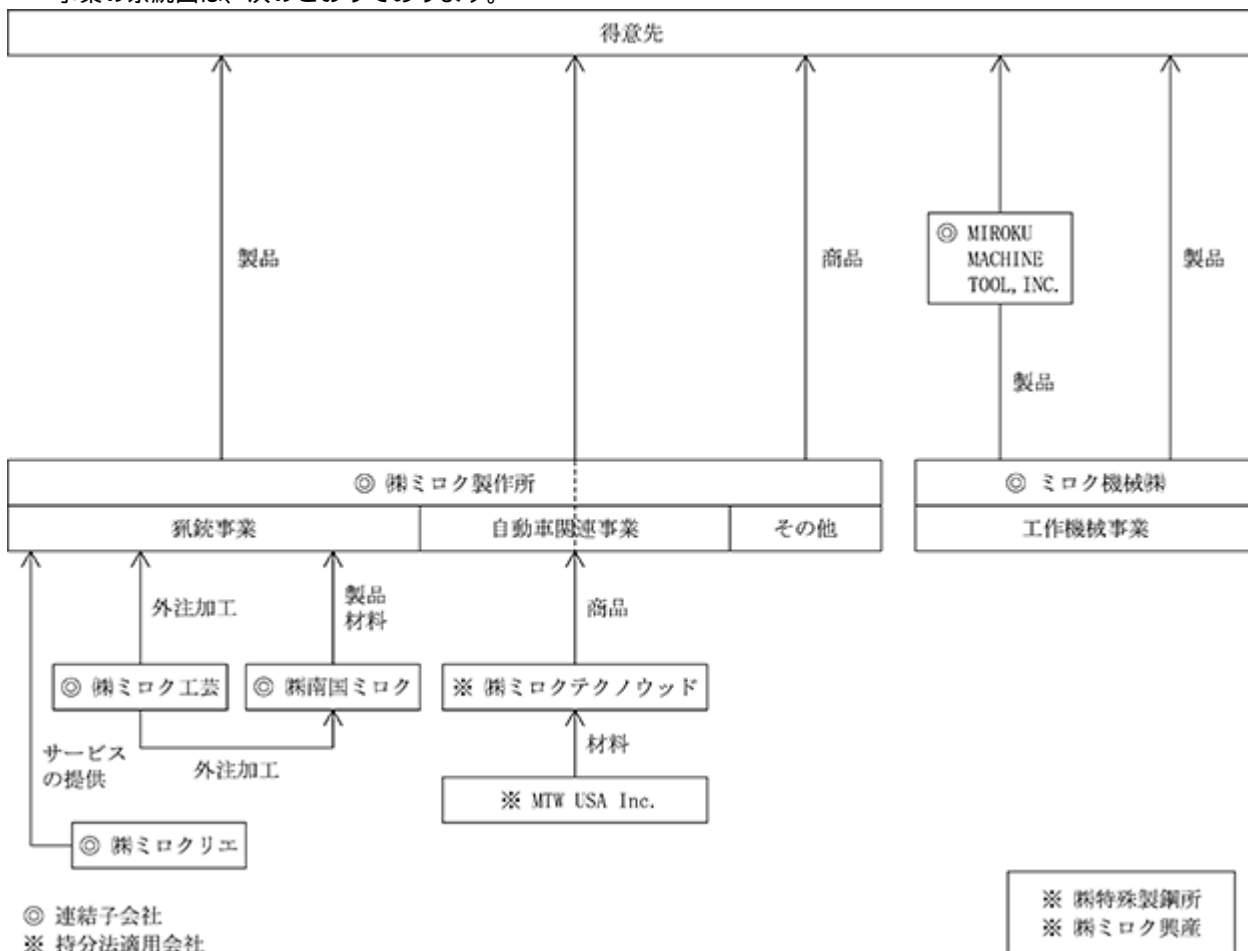 事業の系統図は、次のとおりであります。
得意先
製品
商品
◎ MIROKU
MACHINE
TOOL, INC.
製品
製品
◎ ㈱ミロク製作所
◎ ミロク機械㈱
猟銃事業
自動車関連事業
その他
工作機械事業
外注加工
製品
材料
商品
◎ ㈱ミロク工芸
◎ ㈱南国ミロク
※ ㈱ミロクテクノウッド
サービス
の提供
外注加工
材料
※ MTW USA Inc.
◎ ㈱ミロクリエ
◎ 連結子会社
※ 持分法適用会社
※ ㈱特殊製鋼所
※ ㈱ミロク興産